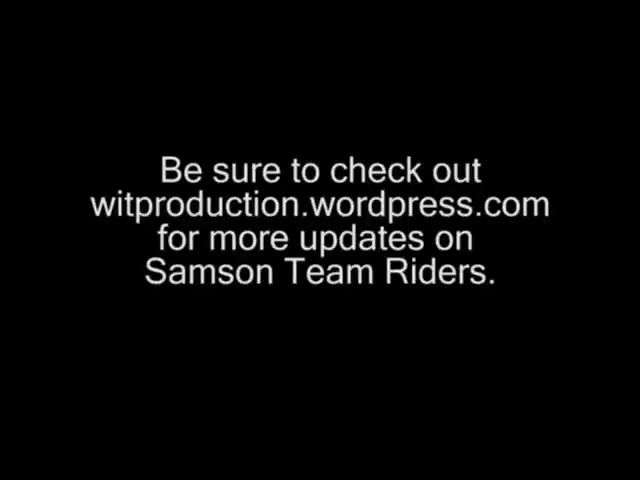 Be sure to check out
witproduction.wordpress.com
for more updates on
Samson Team Riders.